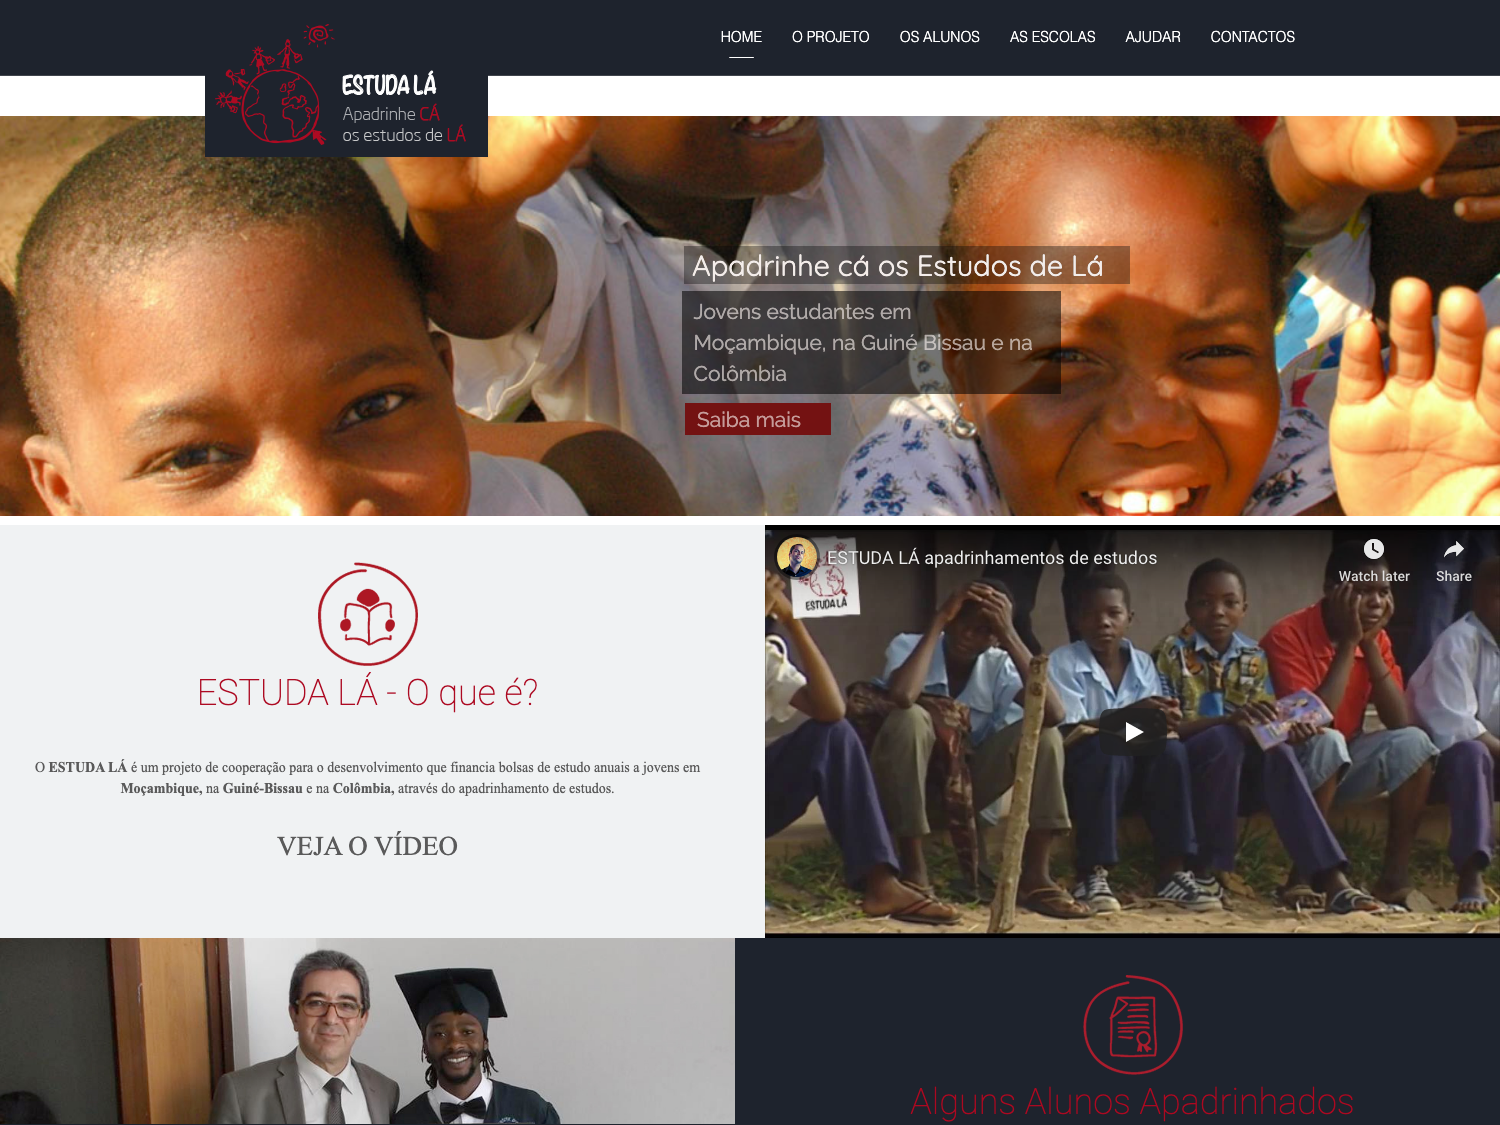 HOME
O PROJETO
OS ALUNOS
AS ESCOLAS
AJUDAR
CONTACTOS
ESTUDA LÁ
Apadrinhe CÁ
os estudos de LÁ
Apadrinhe cá os Estudos de Lá
Jovens estudantes em
Moçambique, na Guiné Bissau e na
Colômbia
Saiba mais
ESTUDA LÁ - O que é?
O ESTUDA LÁ é um projeto de cooperação para o desenvolvimento que financia bolsas de estudo anuais a jovens em
Moçambique, na Guiné-Bissau e na Colômbia, através do apadrinhamento de estudos.
VEJA O VÍDEO
ESTUDA LÁ apadrinhamentos de estudos
Watch later
Share
ESTUDA LÁ
Alguns Alunos Apadrinhados